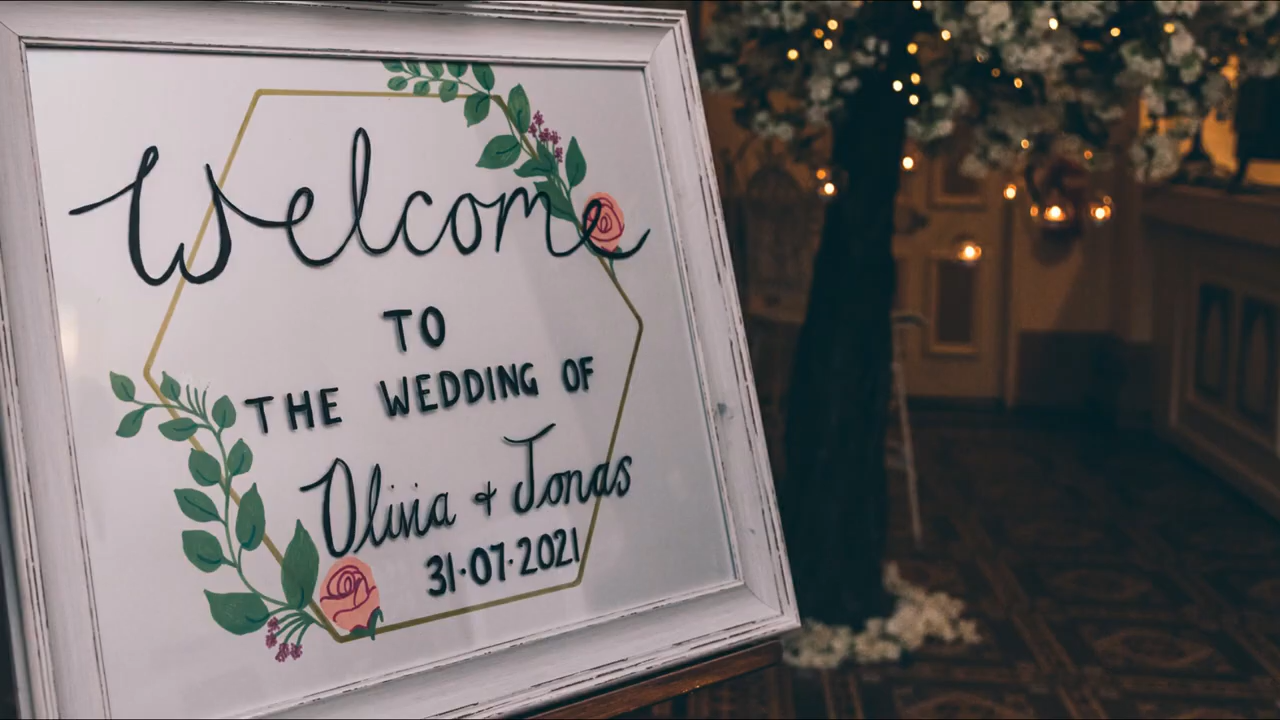 Welcome
TO
THE WEDDING OF
Olivia + Jonas
31·07·2021